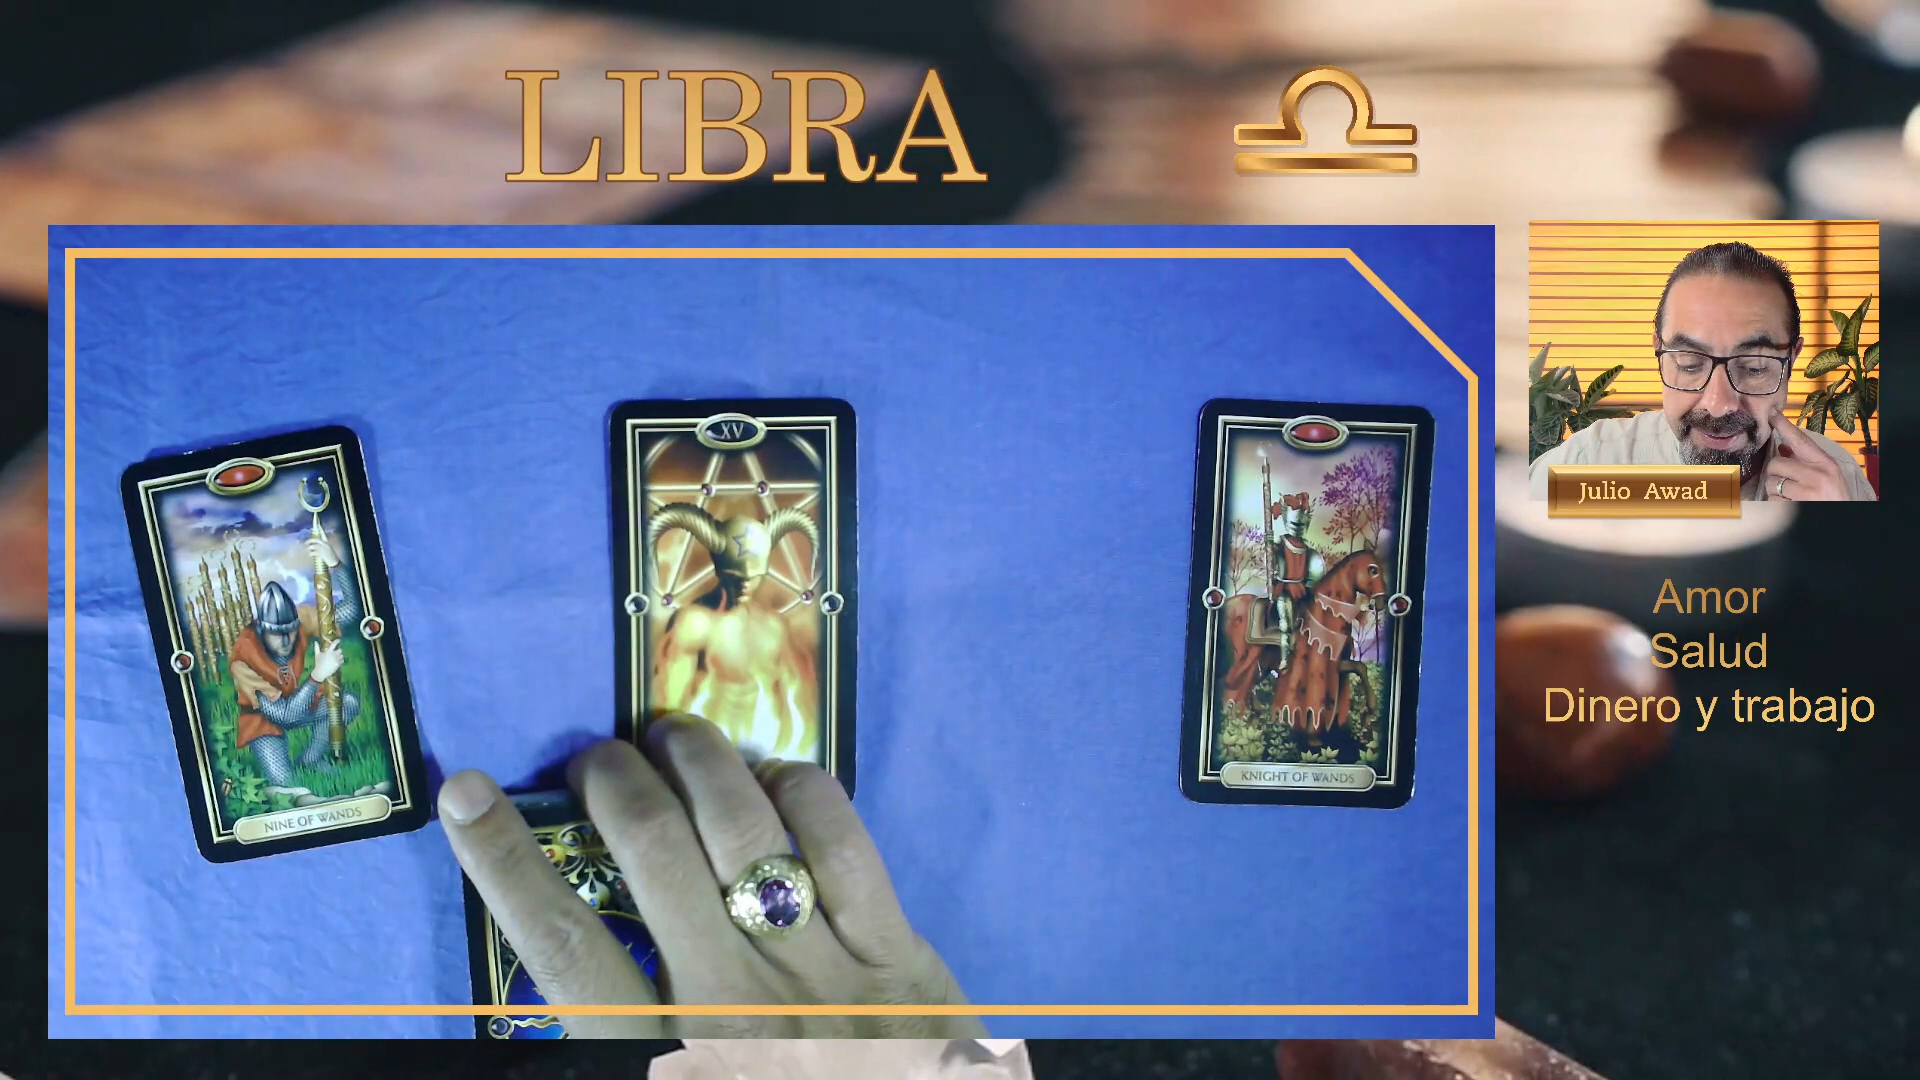 LIBRA
XV
NINE OF WANDS
KNIGHT OF WANDS
Julio Awad
Amor
Salud
Dinero y trabajo